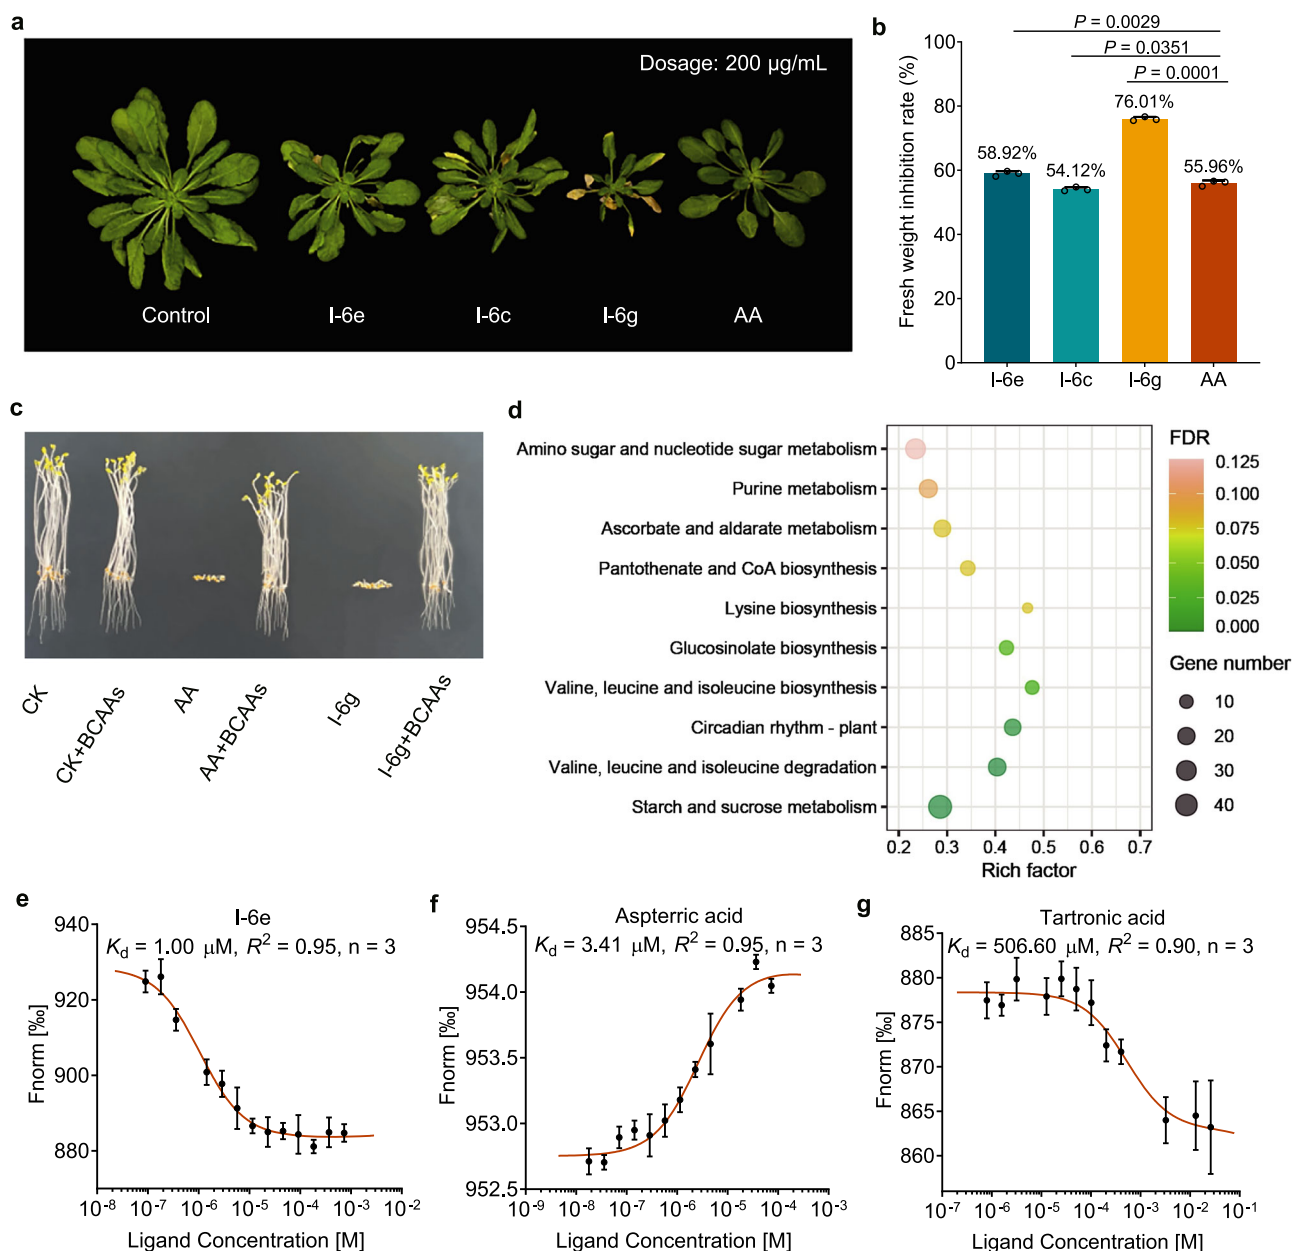 a
Dosage: 200 μg/mL
Control
I-6e
I-6c
I-6g
AA
b
P = 0.0029
P = 0.0351
P = 0.0001
Fresh weight inhibition rate (%)
100
80
60
40
20
0
58.92%
54.12%
76.01%
55.96%
I-6e
I-6c
I-6g
AA
c
CK
CK+BCAAs
AA
AA+BCAAs
I-6g
I-6g+BCAAs
d
Amino sugar and nucleotide sugar metabolism
Purine metabolism
Ascorbate and aldarate metabolism
Pantothenate and CoA biosynthesis
Lysine biosynthesis
Glucosinolate biosynthesis
Valine, leucine and isoleucine biosynthesis
Circadian rhythm - plant
Valine, leucine and isoleucine degradation
Starch and sucrose metabolism
0.2 0.3 0.4 0.5 0.6 0.7
Rich factor
FDR
0.125
0.100
0.075
0.050
0.025
0.000
Gene number
10
20
30
40
e
I-6e
Kd = 1.00 μM, R² = 0.95, n = 3
Fnorm [‰]
940
920
900
880
10⁻⁸ 10⁻⁷ 10⁻⁶ 10⁻⁵ 10⁻⁴ 10⁻³ 10⁻²
Ligand Concentration [M]
f
Aspterric acid
Kd = 3.41 μM, R² = 0.95, n = 3
Fnorm [‰]
954.5
954.0
953.5
953.0
952.5
10⁻⁹ 10⁻⁸ 10⁻⁷ 10⁻⁶ 10⁻⁵ 10⁻⁴ 10⁻³
Ligand Concentration [M]
g
Tartronic acid
Kd = 506.60 μM, R² = 0.90, n = 3
Fnorm [‰]
885
880
875
870
865
860
10⁻⁷ 10⁻⁶ 10⁻⁵ 10⁻⁴ 10⁻³ 10⁻² 10⁻¹
Ligand Concentration [M]